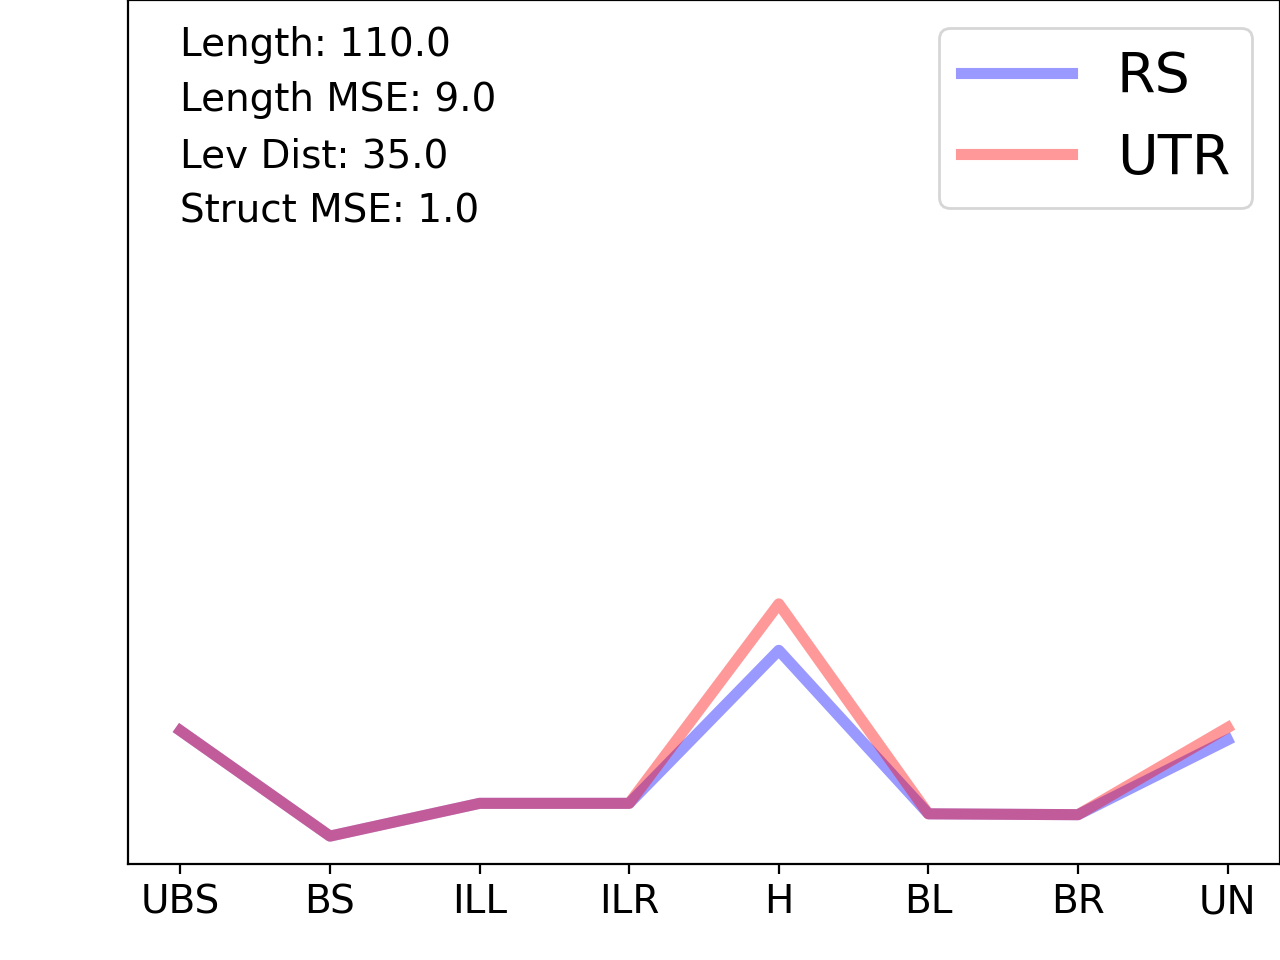 Length: 110.0
Length MSE: 9.0
Lev Dist: 35.0
Struct MSE: 1.0
RS
UTR
UBS BS ILL ILR H BL BR UN